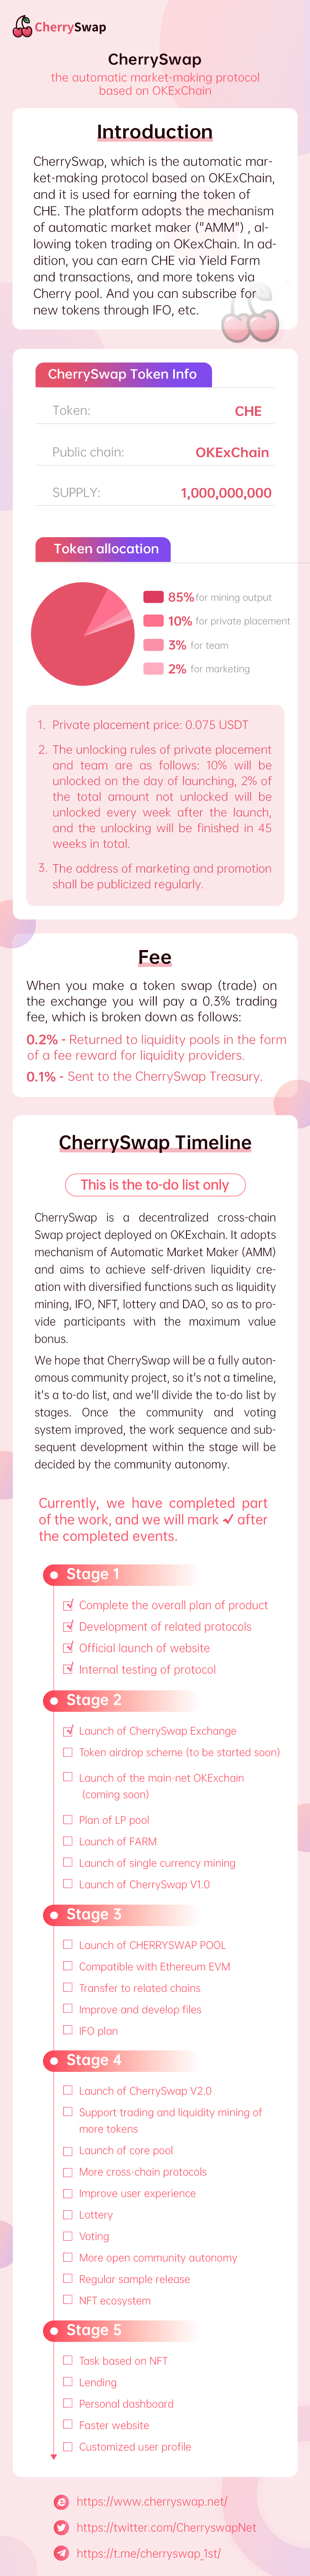 CherrySwap
CherrySwap
the automatic market-making protocol
based on OKExChain
Introduction
CherrySwap, which is the automatic mar-
ket-making protocol based on OKExChain,
and it is used for earning the token of
CHE. The platform adopts the mechanism
of automatic market maker ("AMM") , al-
lowing token trading on OKexChain. In ad-
dition, you can earn CHE via Yield Farm
and transactions, and more tokens via
Cherry pool. And you can subscribe for
new tokens through IFO, etc.
CherrySwap Token Info
Token: CHE
Public chain: OKExChain
SUPPLY: 1,000,000,000
Token allocation
85% for mining output
10% for private placement
3% for team
2% for marketing
1. Private placement price: 0.075 USDT
2. The unlocking rules of private placement
and team are as follows: 10% will be
unlocked on the day of launching, 2% of
the total amount not unlocked will be
unlocked every week after the launch,
and the unlocking will be finished in 45
weeks in total.
3. The address of marketing and promotion
shall be publicized regularly.
Fee
When you make a token swap (trade) on
the exchange you will pay a 0.3% trading
fee, which is broken down as follows:
0.2% - Returned to liquidity pools in the form
of a fee reward for liquidity providers.
0.1% - Sent to the CherrySwap Treasury.
CherrySwap Timeline
This is the to-do list only
CherrySwap is a decentralized cross-chain
Swap project deployed on OKExchain. It adopts
mechanism of Automatic Market Maker (AMM)
and aims to achieve self-driven liquidity cre-
ation with diversified functions such as liquidity
mining, IFO, NFT, lottery and DAO, so as to pro-
vide participants with the maximum value
bonus.
We hope that CherrySwap will be a fully auton-
omous community project, so it's not a timeline,
it's a to-do list, and we'll divide the to-do list by
stages. Once the community and voting
system improved, the work sequence and sub-
sequent development within the stage will be
decided by the community autonomy.
Currently, we have completed part
of the work, and we will mark ✓ after
the completed events.
Stage 1
Complete the overall plan of product
Development of related protocols
Official launch of website
Internal testing of protocol
Stage 2
Launch of CherrySwap Exchange
Token airdrop scheme (to be started soon)
Launch of the main-net OKExchain
(coming soon)
Plan of LP pool
Launch of FARM
Launch of single currency mining
Launch of CherrySwap V1.0
Stage 3
Launch of CHERRYSWAP POOL
Compatible with Ethereum EVM
Transfer to related chains
Improve and develop files
IFO plan
Stage 4
Launch of CherrySwap V2.0
Support trading and liquidity mining of
more tokens
Launch of core pool
More cross-chain protocols
Improve user experience
Lottery
Voting
More open community autonomy
Regular sample release
NFT ecosystem
Stage 5
Task based on NFT
Lending
Personal dashboard
Faster website
Customized user profile
https://www.cherryswap.net/
https://twitter.com/CherryswapNet
https://t.me/cherryswap_1st/